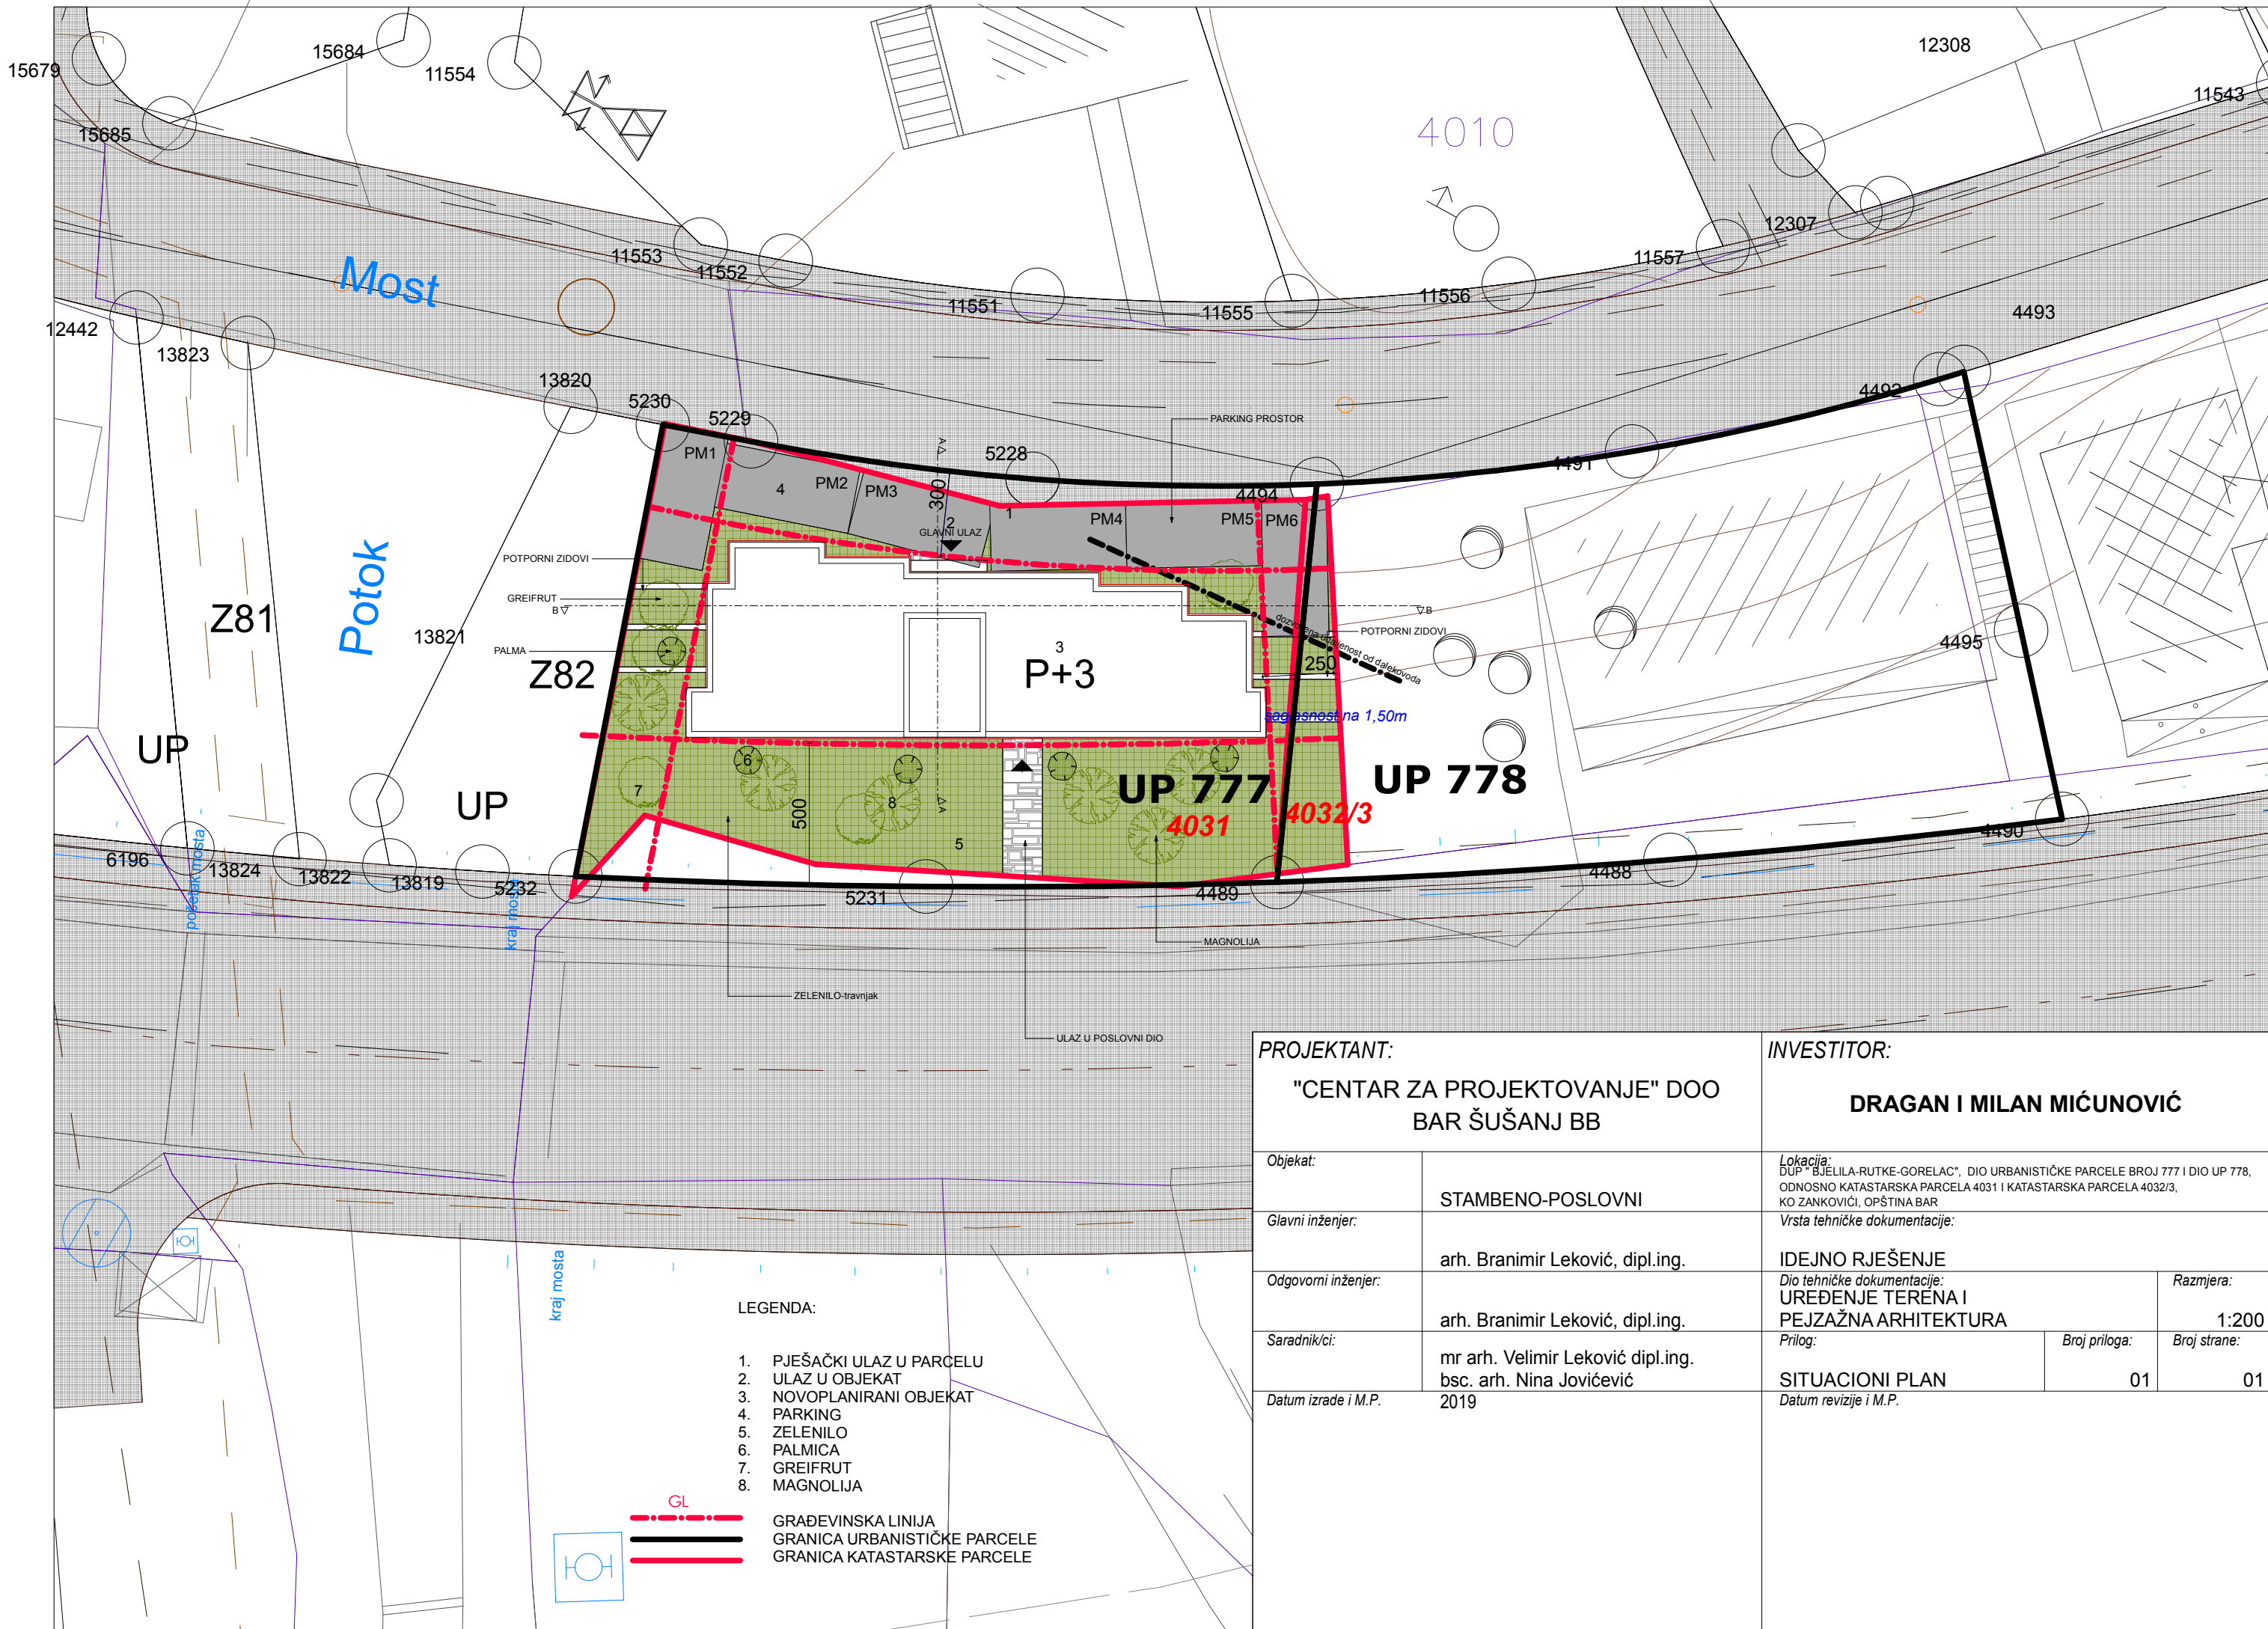 15679
15684
11554
12308
11543
15685
4010
11553
11552
11551
11555
11556
11557
12307
4493
Most
12442
13823
13820
5230
5229
5228
4492
4491
4494
PARKING PROSTOR
PM1
4
PM2
PM3
300
A
1
PM4
PM5
PM6
2
GLAVNI ULAZ
POTPORNI ZIDOVI
GREIFRUT
B
B
Potok
Z81
13821
PALMA
Z82
3
P+3
dozvoljena udaljenost od dalekovoda
POTPORNI ZIDOVI
250
4495
saglasnost na 1,50m
UP
UP
6
7
8
500
A
5
UP 777
4031
4032/3
UP 778
6196
13824
13822
13819
5232
5231
4489
4488
4490
početak mosta
kraj mosta
MAGNOLIJA
ZELENILO-travnjak
ULAZ U POSLOVNI DIO
kraj mosta
LEGENDA:
1. PJEŠAČKI ULAZ U PARCELU
2. ULAZ U OBJEKAT
3. NOVOPLANIRANI OBJEKAT
4. PARKING
5. ZELENILO
6. PALMICA
7. GREIFRUT
8. MAGNOLIJA
GL
GRAĐEVINSKA LINIJA
GRANICA URBANISTIČKE PARCELE
GRANICA KATASTARSKE PARCELE
PROJEKTANT:
"CENTAR ZA PROJEKTOVANJE" DOO
BAR ŠUŠANJ BB
INVESTITOR:
DRAGAN I MILAN MIĆUNOVIĆ
Objekat:
STAMBENO-POSLOVNI
Lokacija:
DUP " BJELILA-RUTKE-GORELAC", DIO URBANISTIČKE PARCELE BROJ 777 I DIO UP 778,
ODNOSNO KATASTARSKA PARCELA 4031 I KATASTARSKA PARCELA 4032/3,
KO ZANKOVIĆI, OPŠTINA BAR
Glavni inženjer:
arh. Branimir Leković, dipl.ing.
Vrsta tehničke dokumentacije:
IDEJNO RJEŠENJE
Odgovorni inženjer:
arh. Branimir Leković, dipl.ing.
Dio tehničke dokumentacije:
UREĐENJE TERENA I
PEJZAŽNA ARHITEKTURA
Razmjera:
1:200
Saradnik/ci:
mr arh. Velimir Leković dipl.ing.
bsc. arh. Nina Jovićević
Prilog:
SITUACIONI PLAN
Broj priloga:
01
Broj strane:
01
Datum izrade i M.P.
2019
Datum revizije i M.P.